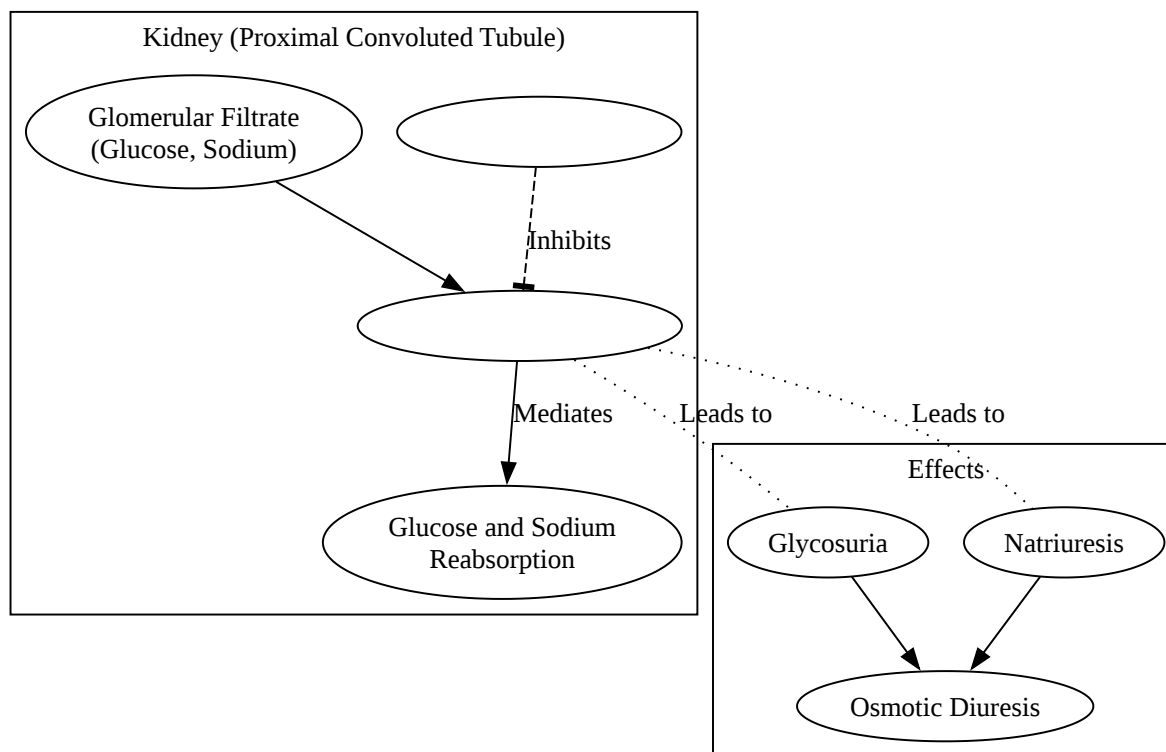 Kidney (Proximal Convoluted Tubule)
Glomerular Filtrate
(Glucose, Sodium)
Inhibits
Mediates
Leads to
Leads to
Effects
Glucose and Sodium
Reabsorption
Glycosuria
Natriuresis
Osmotic Diuresis